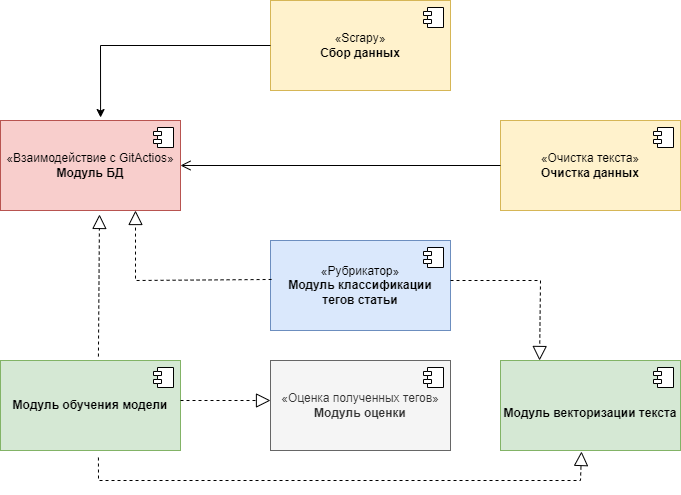 «Scrapy»
Сбор данных
«Взаимодействие с GitActios»
Модуль БД
«Очистка текста»
Очистка данных
«Рубрикатор»
Модуль классификации
тегов статьи
Модуль обучения модели
«Оценка полученных тегов»
Модуль оценки
Модуль векторизации текста